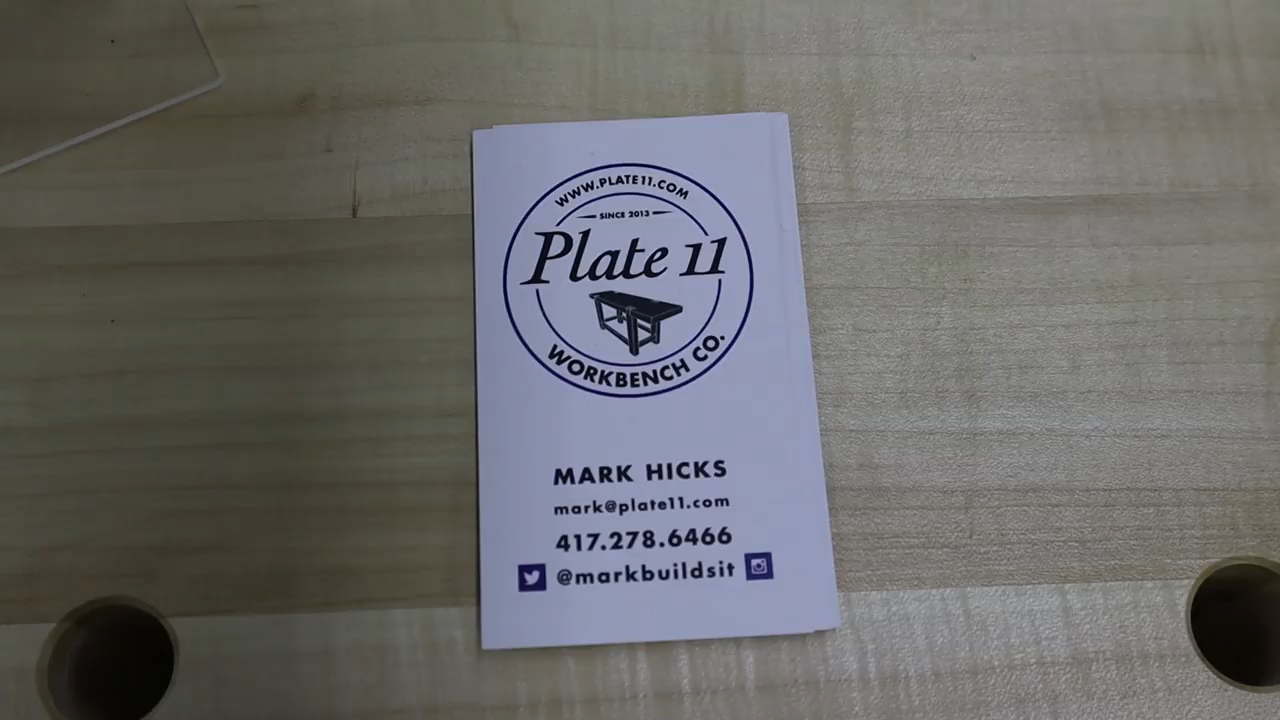 WWW.PLATE11.COM
SINCE 2013
Plate 11
WORKBENCH CO.
MARK HICKS
mark@plate11.com
417.278.6466
@markbuildsit